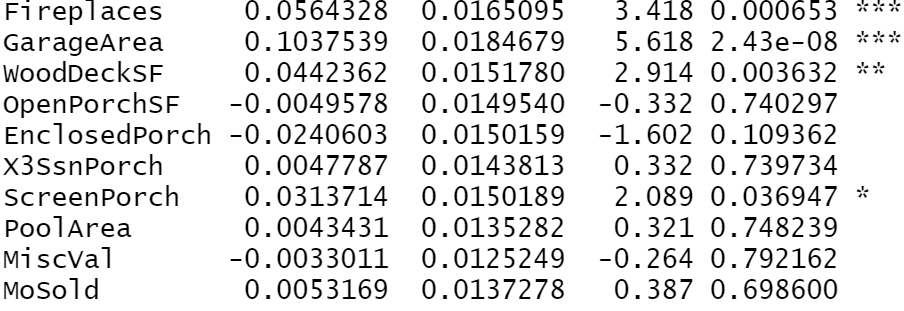 Fireplaces 0.0564328 0.0165095 3.418 0.000653 ***
GarageArea 0.1037539 0.0184679 5.618 2.43e-08 ***
WoodDeckSF 0.0442362 0.0151780 2.914 0.003632 **
OpenPorchSF -0.0049578 0.0149540 -0.332 0.740297
EnclosedPorch -0.0240603 0.0150159 -1.602 0.109362
X3SsnPorch 0.0047787 0.0143813 0.332 0.739734
ScreenPorch 0.0313714 0.0150189 2.089 0.036947 *
PoolArea 0.0043431 0.0135282 0.321 0.748239
MiscVal -0.0033011 0.0125249 -0.264 0.792162
MoSold 0.0053169 0.0137278 0.387 0.698600